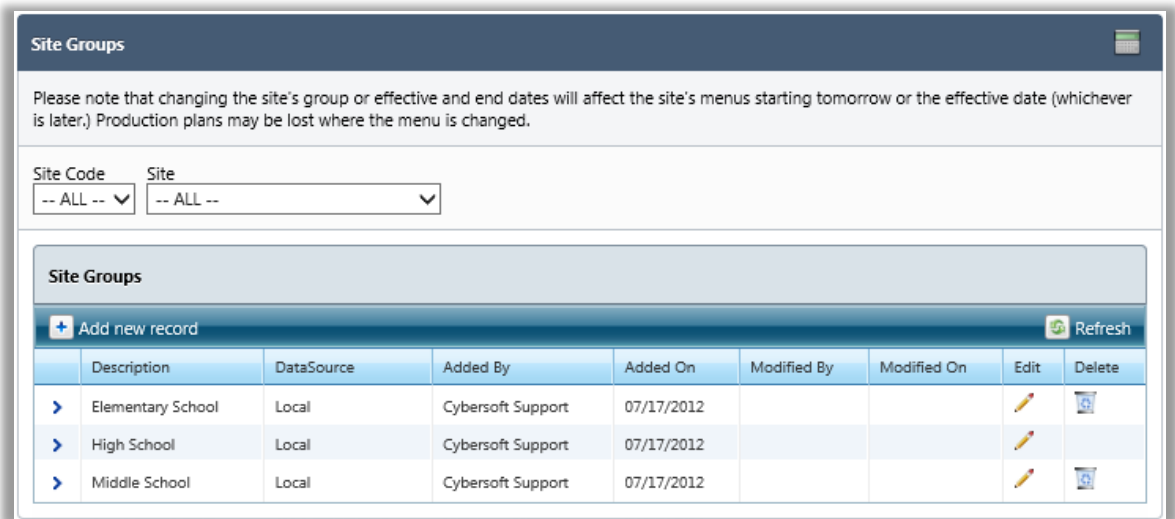 Site Groups
Please note that changing the site's group or effective and end dates will affect the site's menus starting tomorrow or the effective date (whichever
is later.) Production plans may be lost where the menu is changed.
Site Code Site
-- ALL -- -- ALL --
Site Groups
+ Add new record Refresh
Description DataSource Added By Added On Modified By Modified On Edit Delete
Elementary School Local Cybersoft Support 07/17/2012
High School Local Cybersoft Support 07/17/2012
Middle School Local Cybersoft Support 07/17/2012